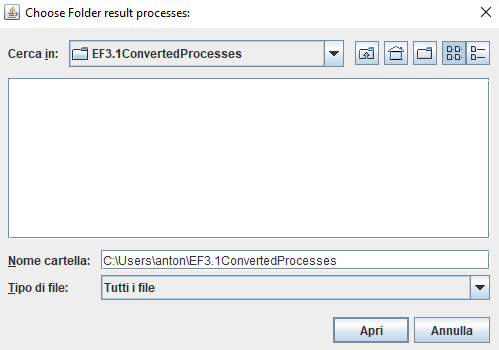 Choose Folder result processes:
Cerca in: EF3.1ConvertedProcesses
Nome cartella: C:\Users\anton\EF3.1ConvertedProcesses
Tipo di file: Tutti i file
Apri Annulla